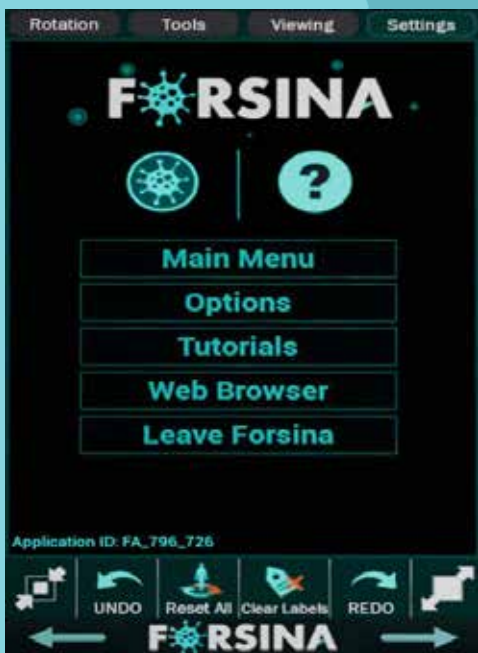 Rotation Tools Viewing Settings
FORSINA
?
Main Menu
Options
Tutorials
Web Browser
Leave Forsina
Application ID: FA_796_726
UNDO Reset All Clear Labels REDO
FORSINA